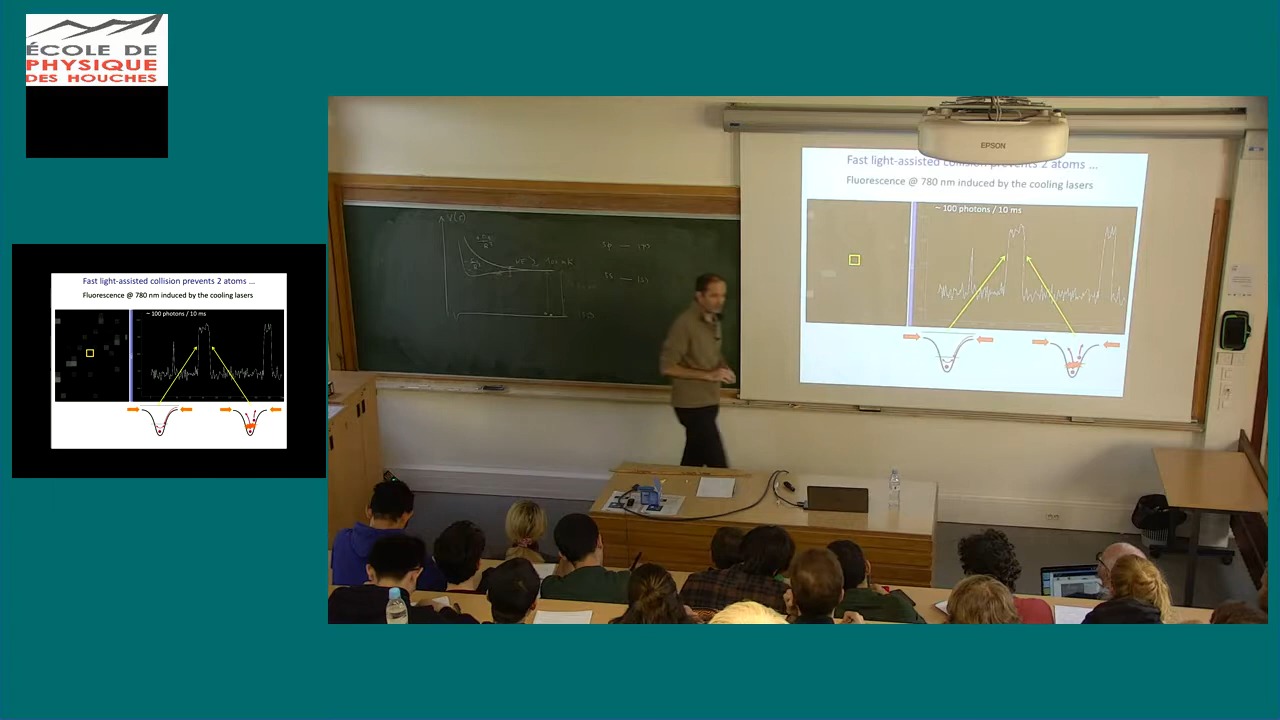 ÉCOLE DE
PHYSIQUE
DES HOUCHES
Fast light-assisted collision prevents 2 atoms ...
Fluorescence @ 780 nm induced by the cooling lasers
~ 100 photons / 10 ms
EPSON
Fast light-assisted collision prevents 2 atoms ...
Fluorescence @ 780 nm induced by the cooling lasers
~ 100 photons / 10 ms
V(r)